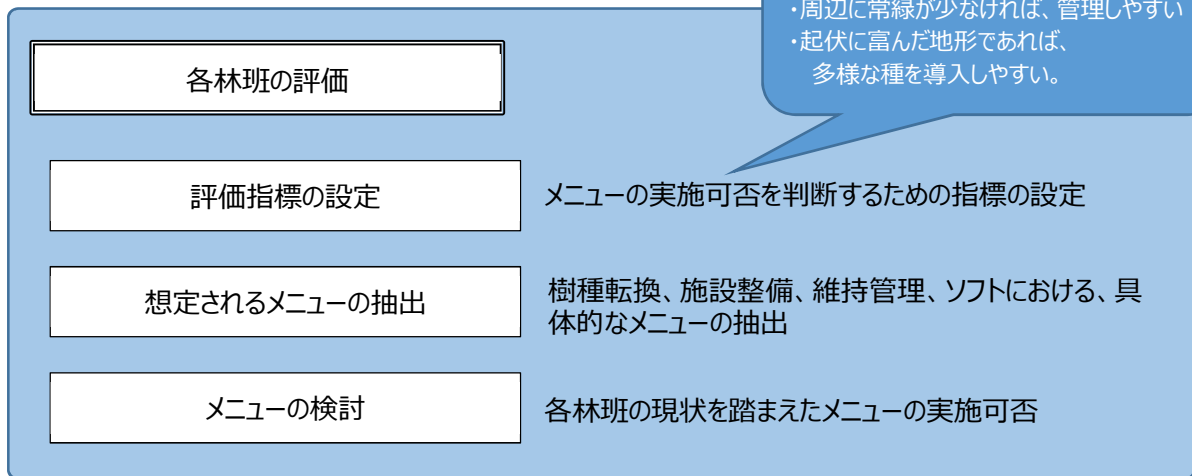 ・周辺に常緑が少なければ、管理しやすい
・起伏に富んだ地形であれば、
多様な種を導入しやすい。
各林班の評価
評価指標の設定
メニューの実施可否を判断するための指標の設定
想定されるメニューの抽出
樹種転換、施設整備、維持管理、ソフトにおける、具
体的なメニューの抽出
メニューの検討
各林班の現状を踏まえたメニューの実施可否